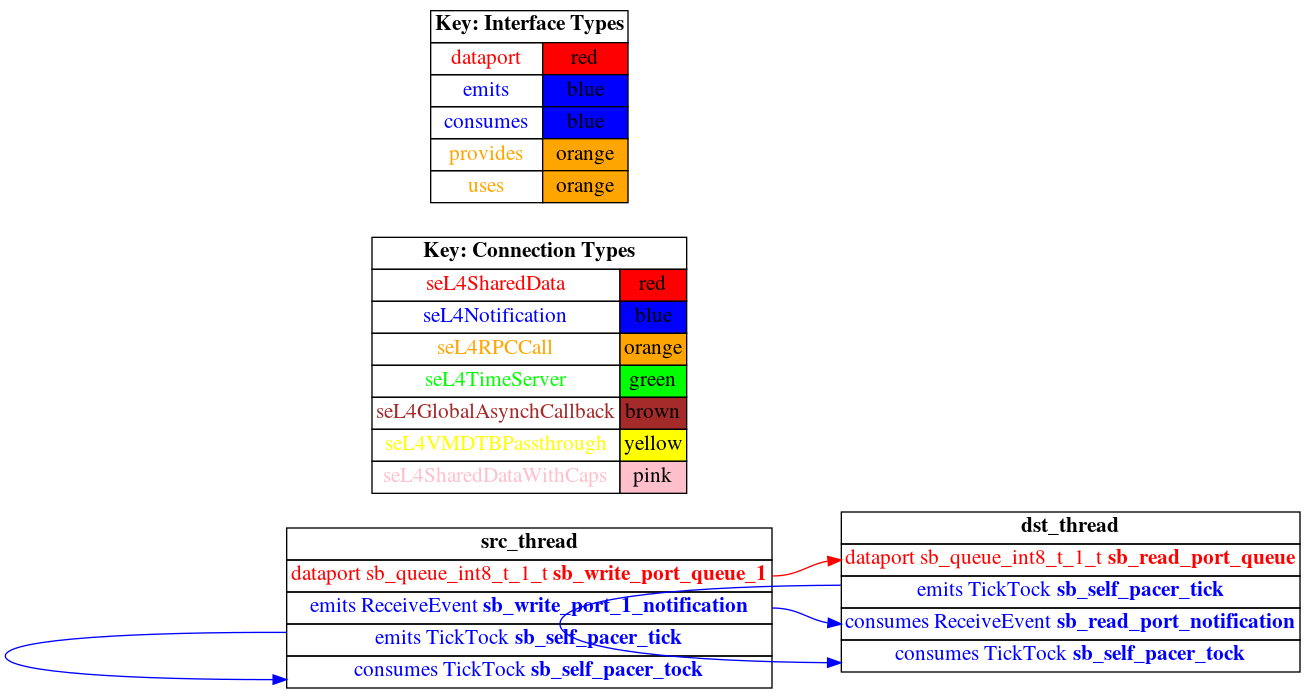 Key: Interface Types
dataport red
emits blue
consumes blue
provides orange
uses orange
Key: Connection Types
seL4SharedData red
seL4Notification blue
seL4RPCCall orange
seL4TimeServer green
seL4GlobalAsynchCallback brown
seL4VMDTBPassthrough yellow
seL4SharedDataWithCaps pink
src_thread
dataport sb_queue_int8_t_1_t sb_write_port_queue_1
emits ReceiveEvent sb_write_port_1_notification
emits TickTock sb_self_pacer_tick
consumes TickTock sb_self_pacer_tock
dst_thread
dataport sb_queue_int8_t_1_t sb_read_port_queue
emits TickTock sb_self_pacer_tick
consumes ReceiveEvent sb_read_port_notification
consumes TickTock sb_self_pacer_tock